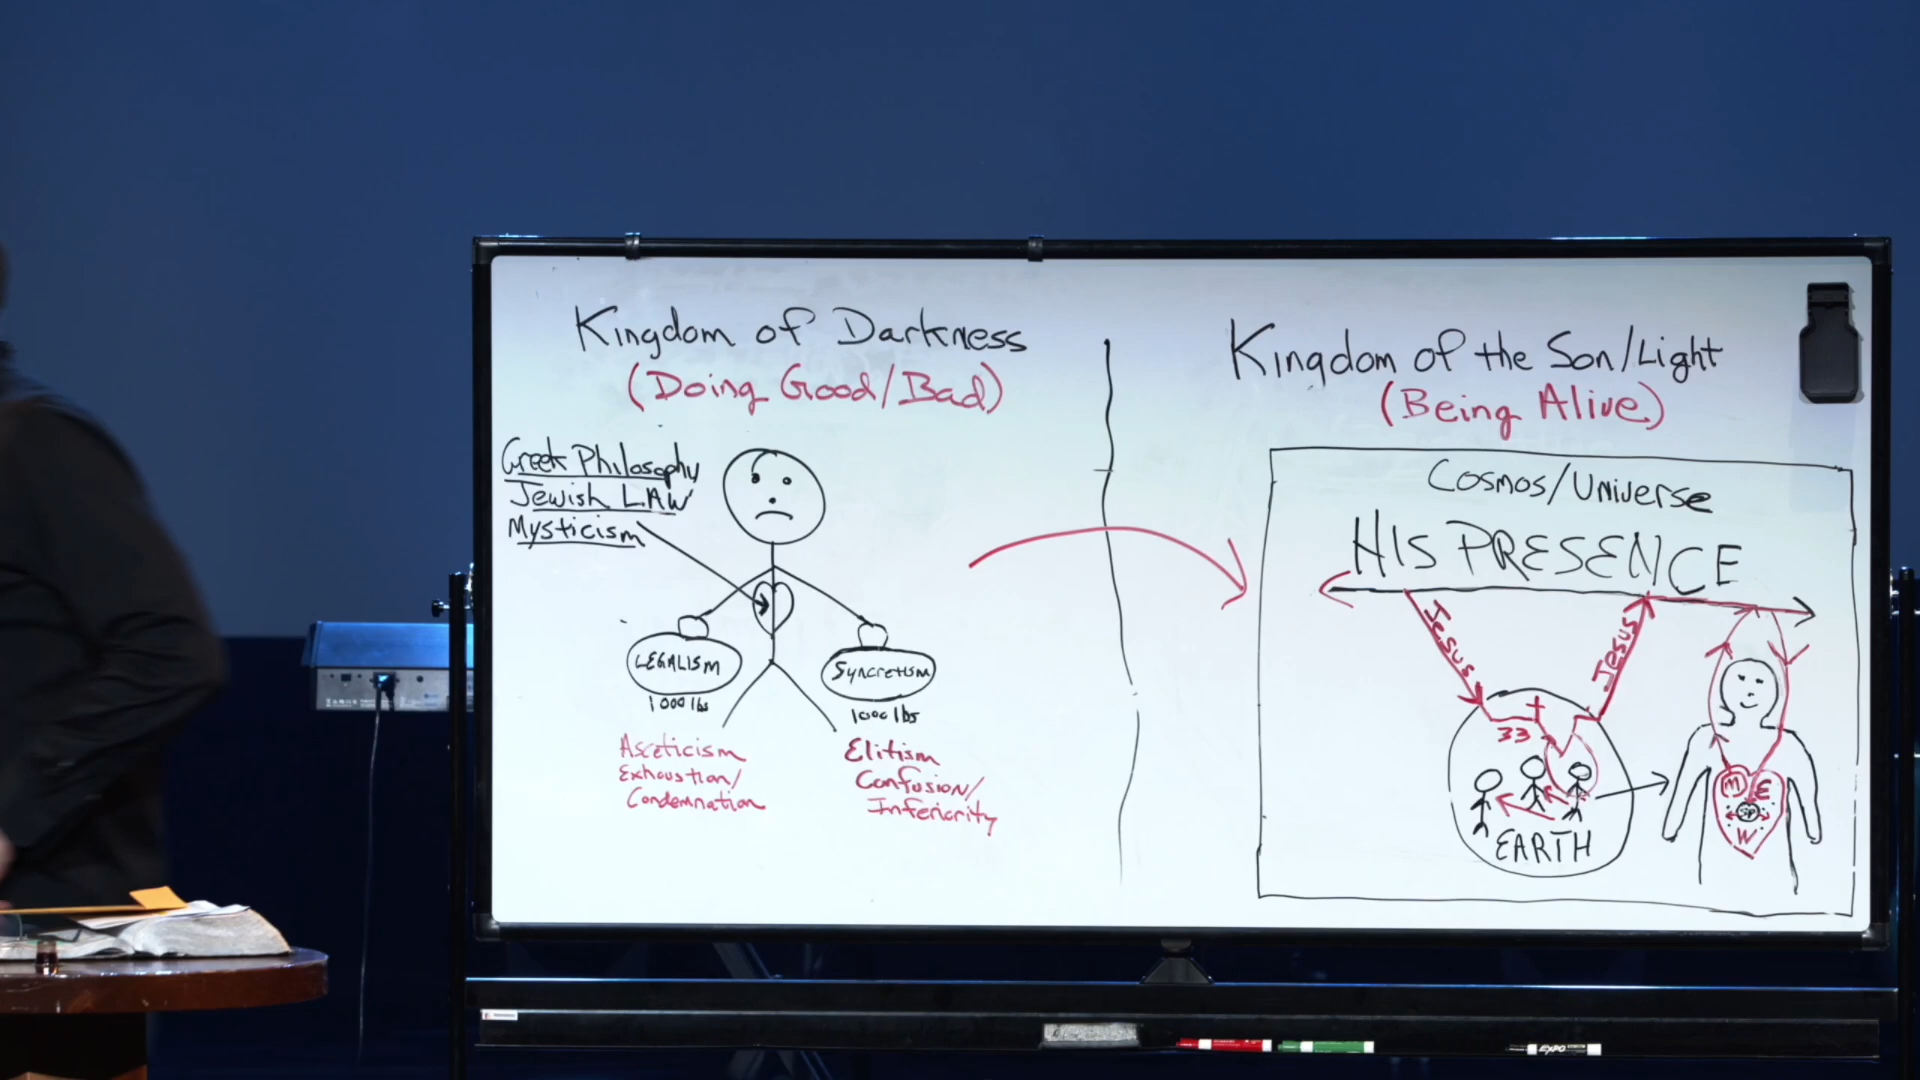 Kingdom of Darkness
(Doing Good/Bad)
Greek Philosophy
Jewish LAW
Mysticism
LEGALISM
1000 lbs
Syncretism
1000 lbs
Asceticism
Exhaustion/
Condemnation
Elitism
Confusion/
Inferiority
Kingdom of the Son/Light
(Being Alive)
Cosmos/Universe
HIS PRESENCE
Jesus
Jesus
33
EARTH
M
E
SP
W
EXPO